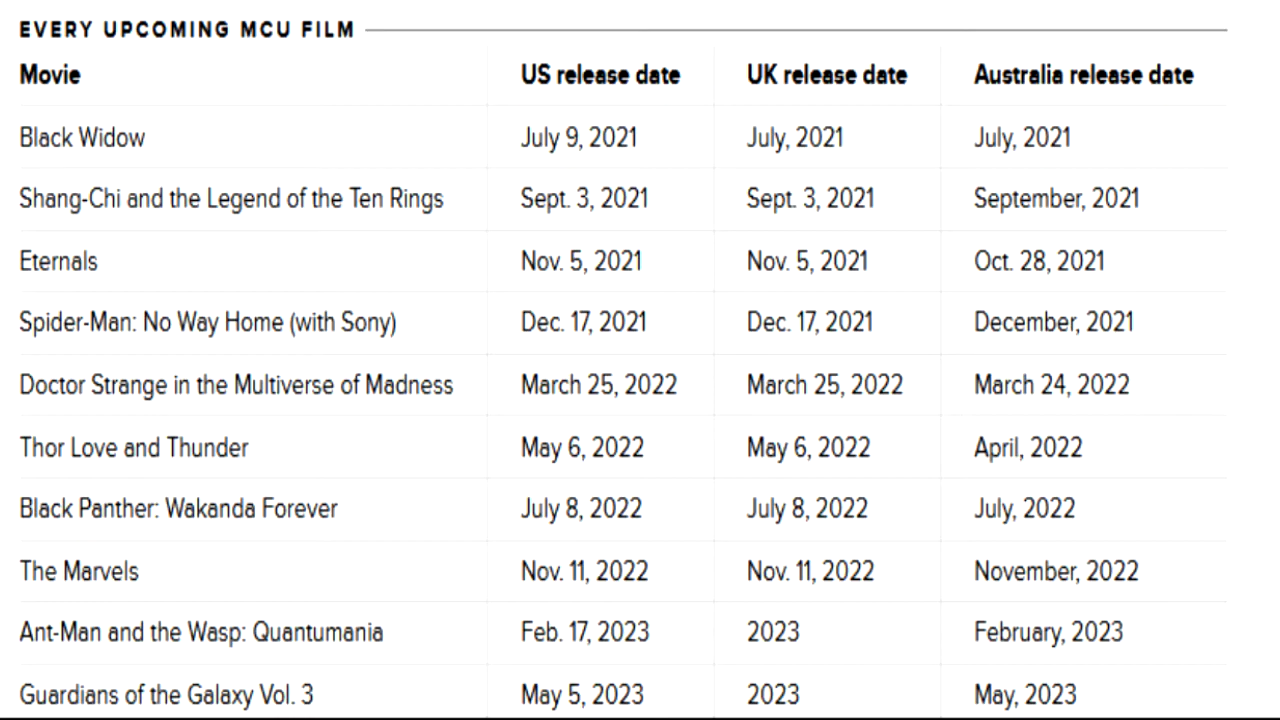 EVERY UPCOMING MCU FILM
Movie US release date UK release date Australia release date
Black Widow July 9, 2021 July, 2021 July, 2021
Shang-Chi and the Legend of the Ten Rings Sept. 3, 2021 Sept. 3, 2021 September, 2021
Eternals Nov. 5, 2021 Nov. 5, 2021 Oct. 28, 2021
Spider-Man: No Way Home (with Sony) Dec. 17, 2021 Dec. 17, 2021 December, 2021
Doctor Strange in the Multiverse of Madness March 25, 2022 March 25, 2022 March 24, 2022
Thor Love and Thunder May 6, 2022 May 6, 2022 April, 2022
Black Panther: Wakanda Forever July 8, 2022 July 8, 2022 July, 2022
The Marvels Nov. 11, 2022 Nov. 11, 2022 November, 2022
Ant-Man and the Wasp: Quantumania Feb. 17, 2023 2023 February, 2023
Guardians of the Galaxy Vol. 3 May 5, 2023 2023 May, 2023